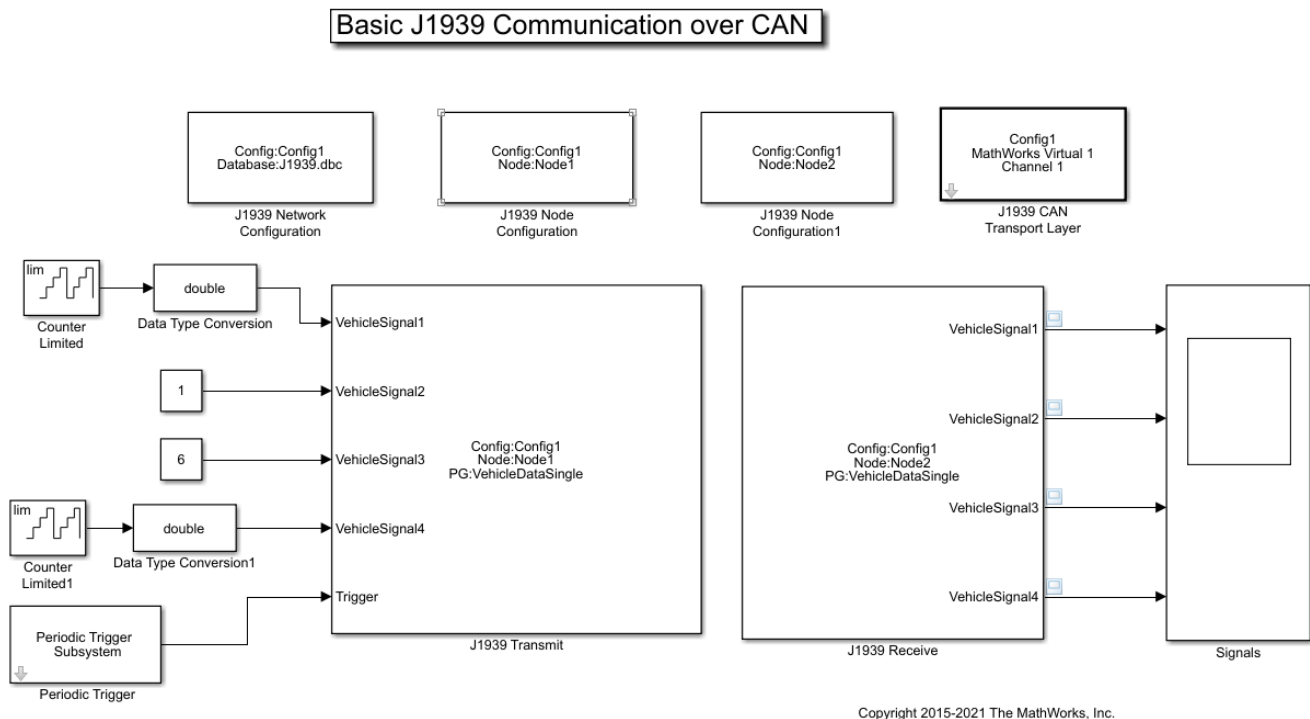 Basic J1939 Communication over CAN
Config:Config1
Database:J1939.dbc
J1939 Network
Configuration
Config:Config1
Node:Node1
J1939 Node
Configuration
Config:Config1
Node:Node2
J1939 Node
Configuration1
Config1
MathWorks Virtual 1
Channel 1
J1939 CAN
Transport Layer
lim
Counter
Limited
double
Data Type Conversion
1
6
lim
Counter
Limited1
double
Data Type Conversion1
Periodic Trigger
Subsystem
Periodic Trigger
VehicleSignal1
VehicleSignal2
VehicleSignal3
VehicleSignal4
Trigger
Config:Config1
Node:Node1
PG:VehicleDataSingle
J1939 Transmit
VehicleSignal1
VehicleSignal2
VehicleSignal3
VehicleSignal4
Config:Config1
Node:Node2
PG:VehicleDataSingle
J1939 Receive
Signals
Copyright 2015-2021 The MathWorks, Inc.